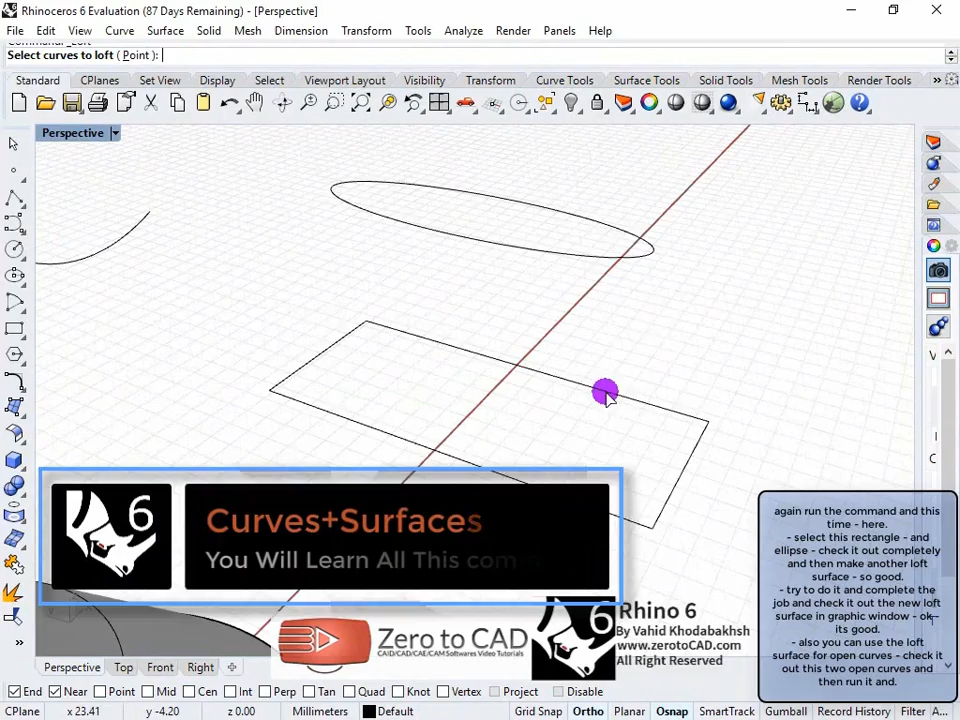 Rhinoceros 6 Evaluation (87 Days Remaining) - [Perspective]
File Edit View Curve Surface Solid Mesh Dimension Transform Tools Analyze Render Panels Help
Select curves to loft ( Point ):
Standard CPlanes Set View Display Select Viewport Layout Visibility Transform Curve Tools Surface Tools Solid Tools Mesh Tools Render Tools »
Perspective
6
Curves+Surfaces
You Will Learn All This com
again run the command and this
time - here.
- select this rectangle - and
ellipse - check it out completely
and then make another loft
surface - so good.
- try to do it and complete the
job and check it out the new loft
surface in graphic window - ok-
its good.
- also you can use the loft
surface for open curves - check it
out this two open curves and
then run it and.
Zero to CAD
CAD/CAD/CAE/CAM Softwares Video Tutorials
6
Rhino 6
By Vahid Khodabakhsh
www.zerotoCAD.com
All Right Reserved
»
Perspective Top Front Right
End Near Point Mid Cen Int Perp Tan Quad Knot Vertex Project Disable
CPlane x 23.41 y -4.20 z 0.00 Millimeters Default Grid Snap Ortho Planar Osnap SmartTrack Gumball Record History Filter A...